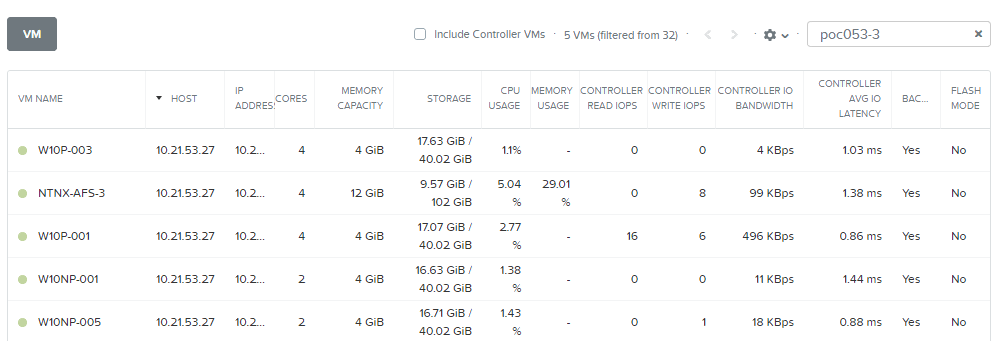 VM Include Controller VMs · 5 VMs (filtered from 32) · < > · · poc053-3 ×
VM NAME HOST IP ADDRES: CORES MEMORY CAPACITY STORAGE CPU USAGE MEMORY USAGE CONTROLLER READ IOPS CONTROLLER WRITE IOPS CONTROLLER IO BANDWIDTH CONTROLLER AVG IO LATENCY BAC... FLASH MODE
W10P-003 10.21.53.27 10.2... 4 4 GiB 17.63 GiB / 40.02 GiB 1.1% - 0 0 4 KBps 1.03 ms Yes No
NTNX-AFS-3 10.21.53.27 10.2... 4 12 GiB 9.57 GiB / 102 GiB 5.04 % 29.01 % 0 8 99 KBps 1.38 ms Yes No
W10P-001 10.21.53.27 10.2... 4 4 GiB 17.07 GiB / 40.02 GiB 2.77 % - 16 6 496 KBps 0.86 ms Yes No
W10NP-001 10.21.53.27 10.2... 2 4 GiB 16.63 GiB / 40.02 GiB 1.38 % - 0 0 11 KBps 1.44 ms Yes No
W10NP-005 10.21.53.27 10.2... 2 4 GiB 16.71 GiB / 40.02 GiB 1.43 % - 0 1 18 KBps 0.88 ms Yes No